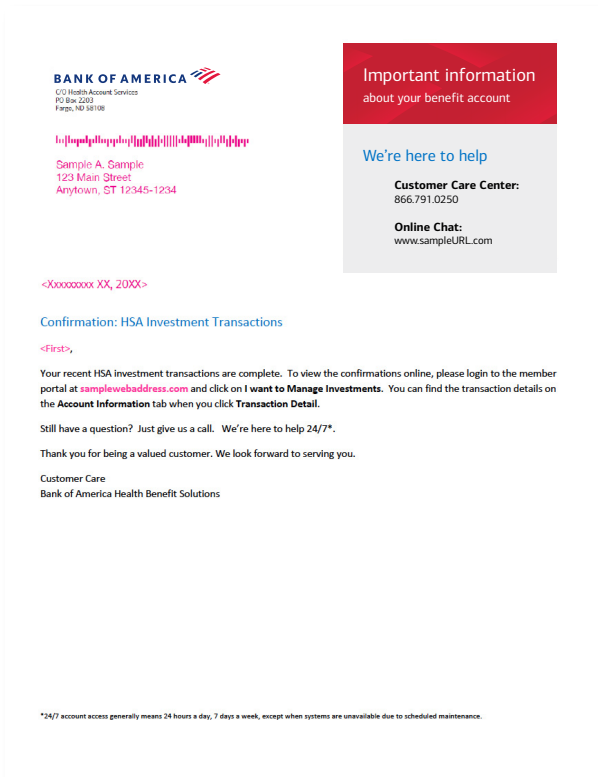 BANK OF AMERICA
C/O Health Account Services
PO Box 2203
Fargo, ND 58108
Sample A. Sample
123 Main Street
Anytown, ST 12345-1234
Important information
about your benefit account
We're here to help
Customer Care Center:
866.791.0250
Online Chat:
www.sampleURL.com
<Xxxxxxxxx XX, 20XX>
Confirmation: HSA Investment Transactions
<First>,
Your recent HSA investment transactions are complete.  To view the confirmations online, please login to the member
portal at samplewebaddress.com and click on I want to Manage Investments.  You can find the transaction details on
the Account Information tab when you click Transaction Detail.
Still have a question?  Just give us a call.   We're here to help 24/7*.
Thank you for being a valued customer. We look forward to serving you.
Customer Care
Bank of America Health Benefit Solutions
*24/7 account access generally means 24 hours a day, 7 days a week, except when systems are unavailable due to scheduled maintenance.